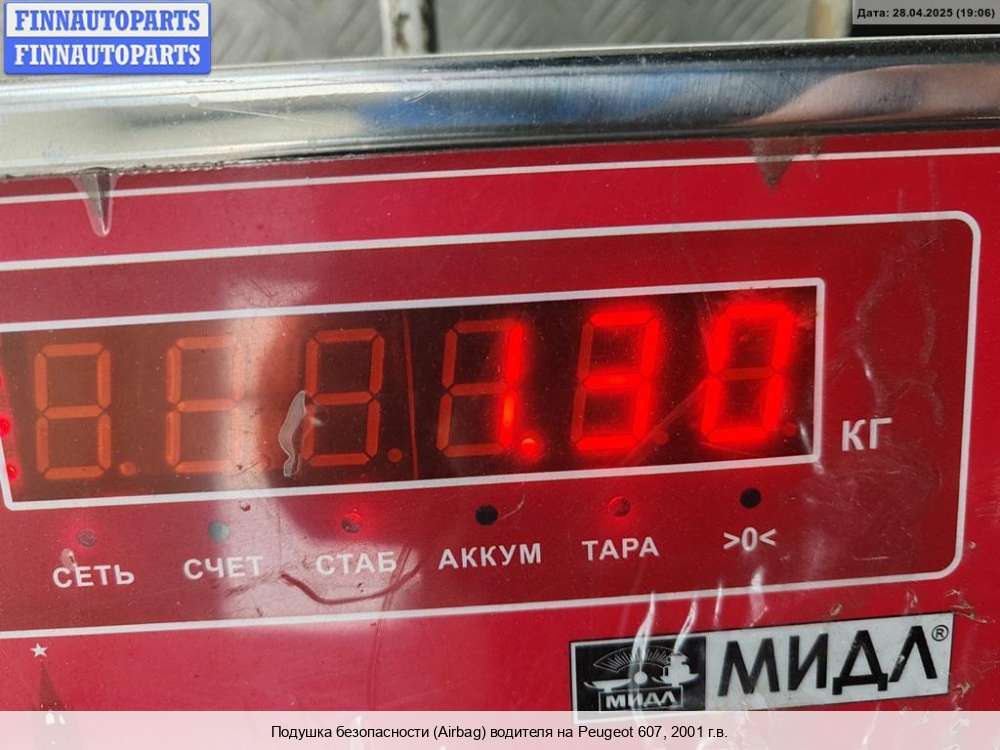 FINNAUTOPARTS
FINNAUTOPARTS
Дата: 28.04.2025 (19:06)
1.30
КГ
СЕТЬ СЧЕТ СТАБ АККУМ ТАРА >0<
МИДЛ МИДЛ®
Подушка безопасности (Airbag) водителя на Peugeot 607, 2001 г.в.